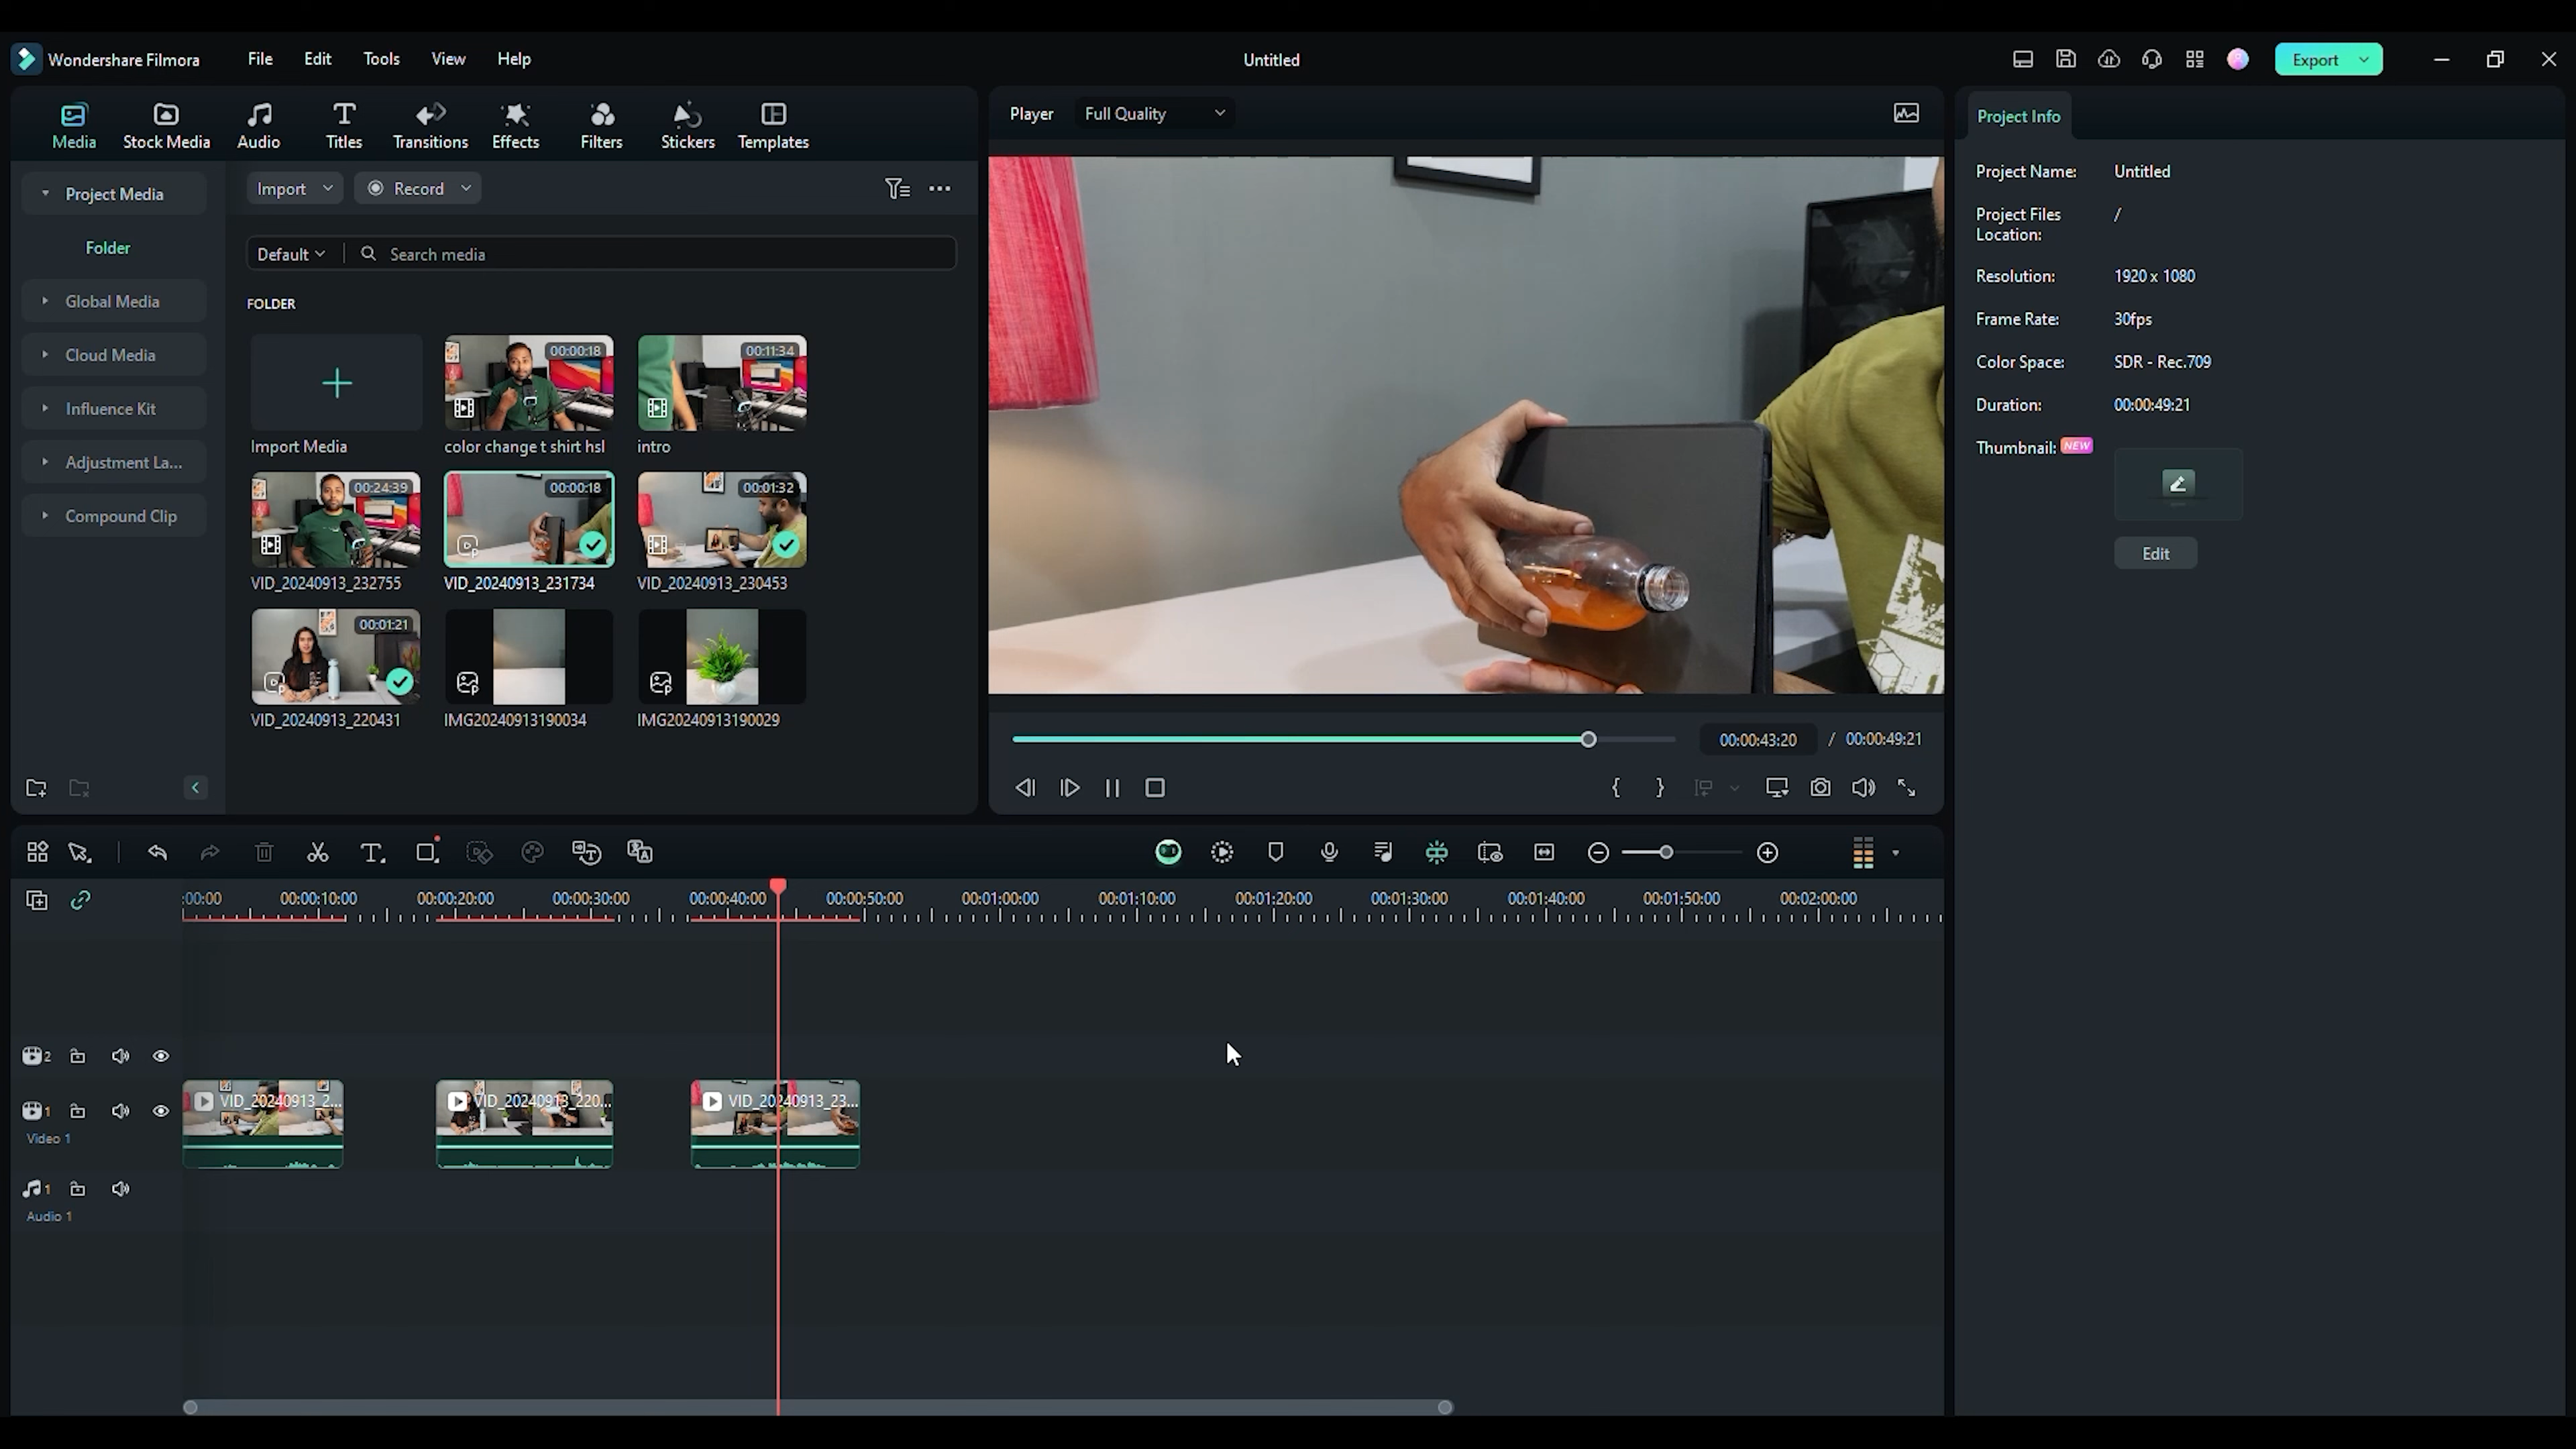 Wondershare Filmora
File
Edit
Tools
View
Help
Untitled
Export
Media
Stock Media
Audio
Titles
Transitions
Effects
Filters
Stickers
Templates
Player
Full Quality
Project Info
Project Media
Folder
Global Media
Cloud Media
Influence Kit
Adjustment La...
Compound Clip
Import
Record
Default
Search media
FOLDER
Import Media
00:00:18
color change t shirt hsl
00:11:34
intro
00:24:39
VID_20240913_232755
00:00:18
VID_20240913_231734
00:01:32
VID_20240913_230453
00:01:21
VID_20240913_220431
IMG20240913190034
IMG20240913190029
00:00:43:20 / 00:00:49:21
Project Name: Untitled
Project Files
Location: /
Resolution: 1920 x 1080
Frame Rate: 30fps
Color Space: SDR - Rec.709
Duration: 00:00:49:21
Thumbnail: NEW
Edit
:00:00
00:00:10:00
00:00:20:00
00:00:30:00
00:00:40:00
00:00:50:00
00:01:00:00
00:01:10:00
00:01:20:00
00:01:30:00
00:01:40:00
00:01:50:00
00:02:00:00
2
1
Video 1
VID_20240913_2...
VID_20240913_220...
VID_20240913_23...
1
Audio 1